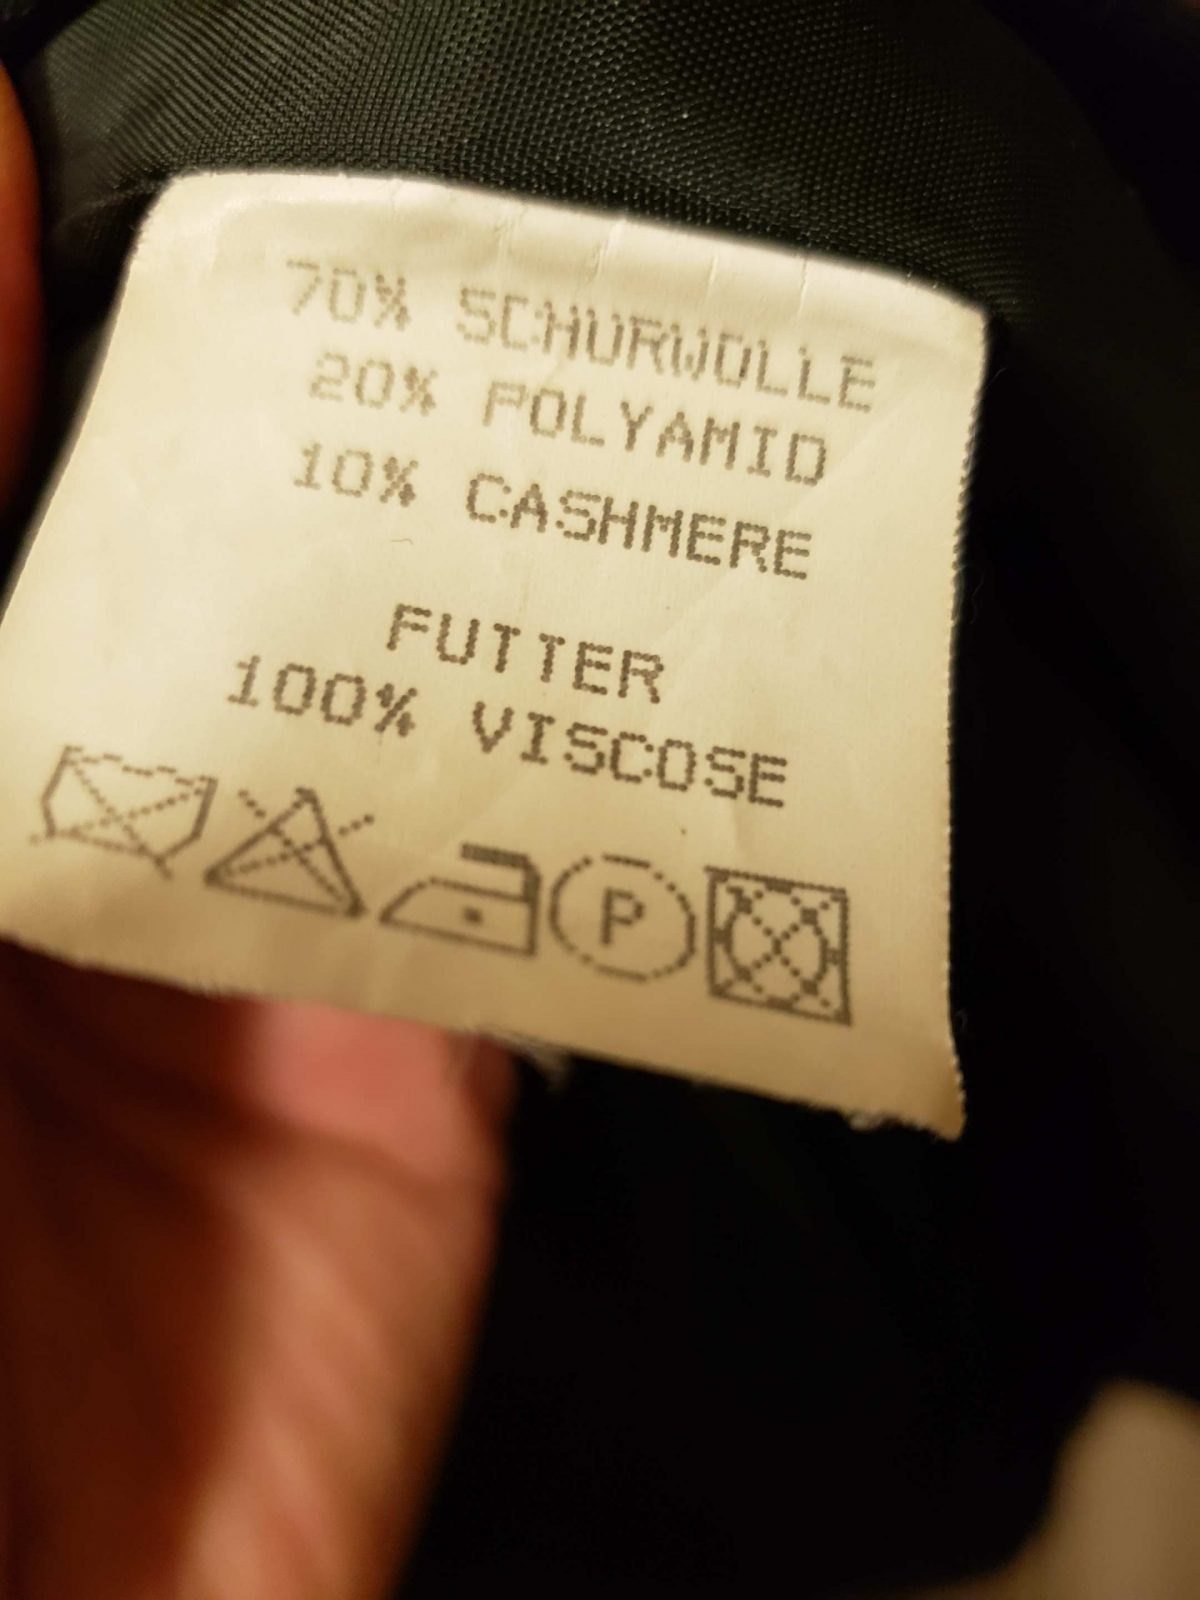 70% SCHURWOLLE
20% POLYAMID
10% CASHMERE
FUTTER
100% VISCOSE
P